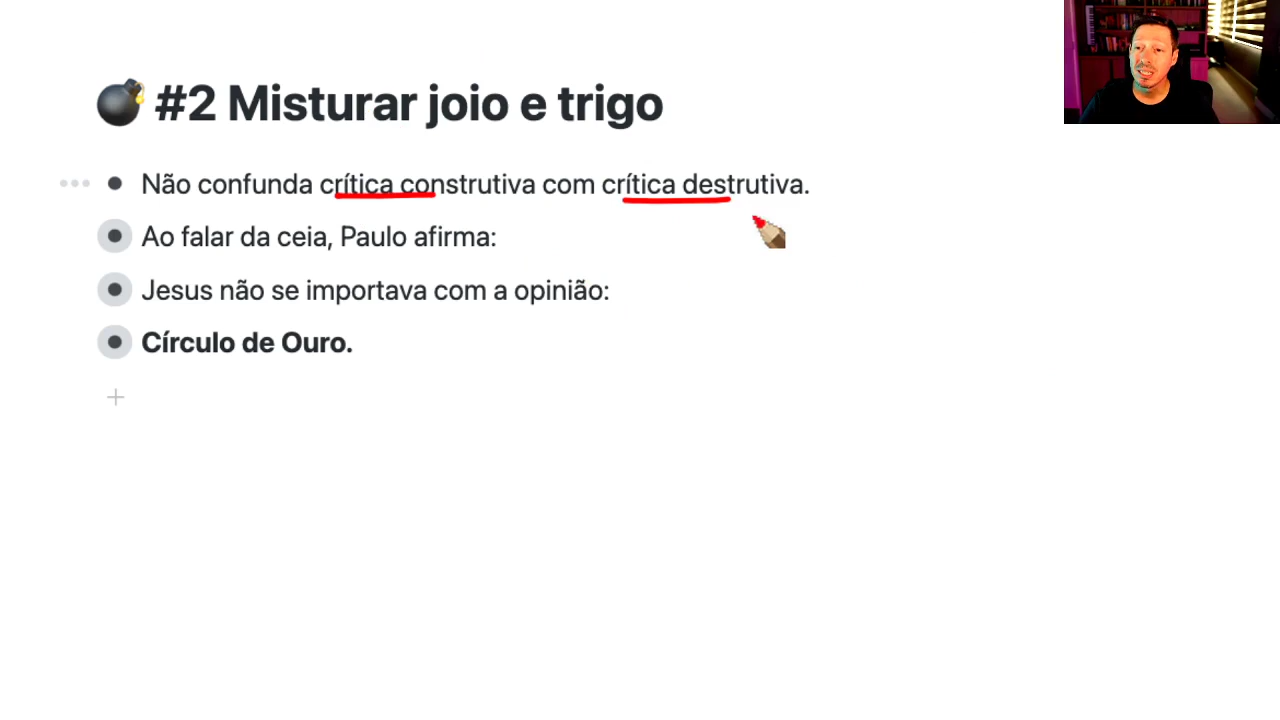 💣 #2 Misturar joio e trigo
Não confunda crítica construtiva com crítica destrutiva.
Ao falar da ceia, Paulo afirma:
Jesus não se importava com a opinião:
Círculo de Ouro.